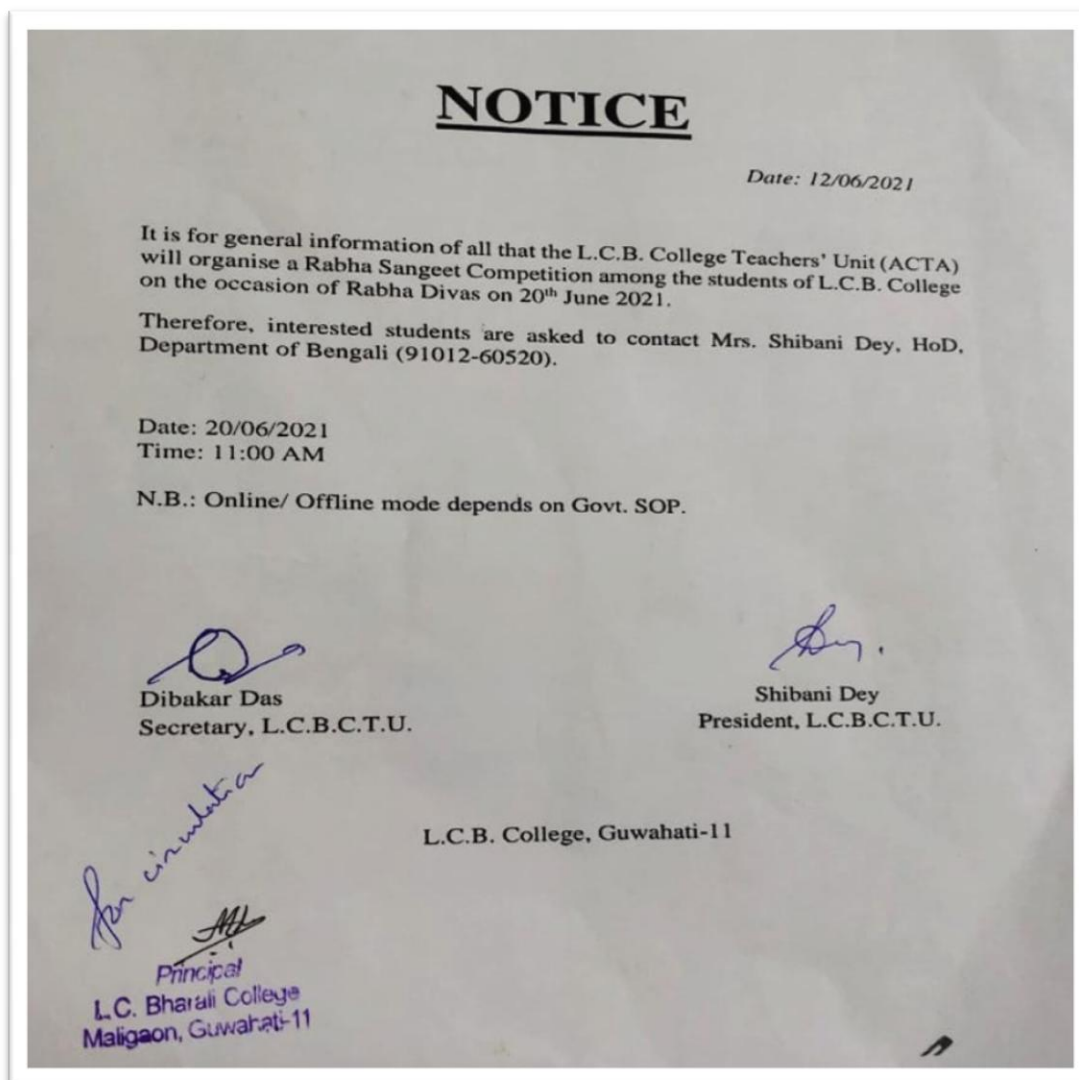 NOTICE
Date: 12/06/2021
It is for general information of all that the L.C.B. College Teachers' Unit (ACTA)
will organise a Rabha Sangeet Competition among the students of L.C.B. College
on the occasion of Rabha Divas on 20th June 2021.
Therefore, interested students are asked to contact Mrs. Shibani Dey, HoD,
Department of Bengali (91012-60520).
Date: 20/06/2021
Time: 11:00 AM
N.B.: Online/ Offline mode depends on Govt. SOP.
Dibakar Das
Secretary, L.C.B.C.T.U.
Shibani Dey
President, L.C.B.C.T.U.
L.C.B. College, Guwahati-11
for circulation
Principal
L.C. Bharali College
Maligaon, Guwahati-11